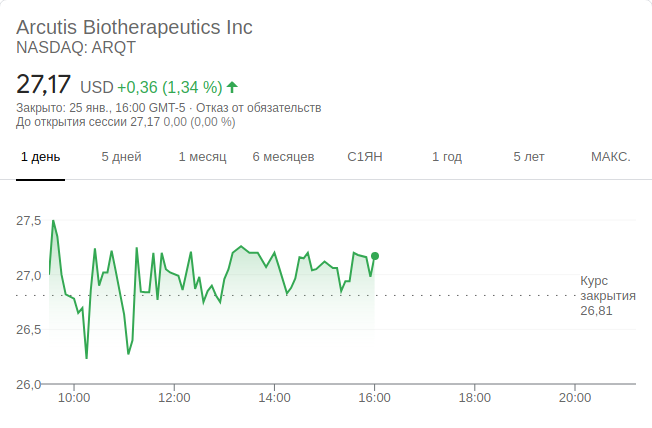 Arcutis Biotherapeutics Inc
NASDAQ: ARQT
27,17 USD +0,36 (1,34 %)
Закрыто: 25 янв., 16:00 GMT-5 · Отказ от обязательств
До открытия сессии 27,17 0,00 (0,00 %)
1 день 5 дней 1 месяц 6 месяцев С1ЯН 1 год 5 лет МАКС.
27,5
27,0
Курс
закрытия
26,81
26,5
26,0
10:00 12:00 14:00 16:00 18:00 20:00